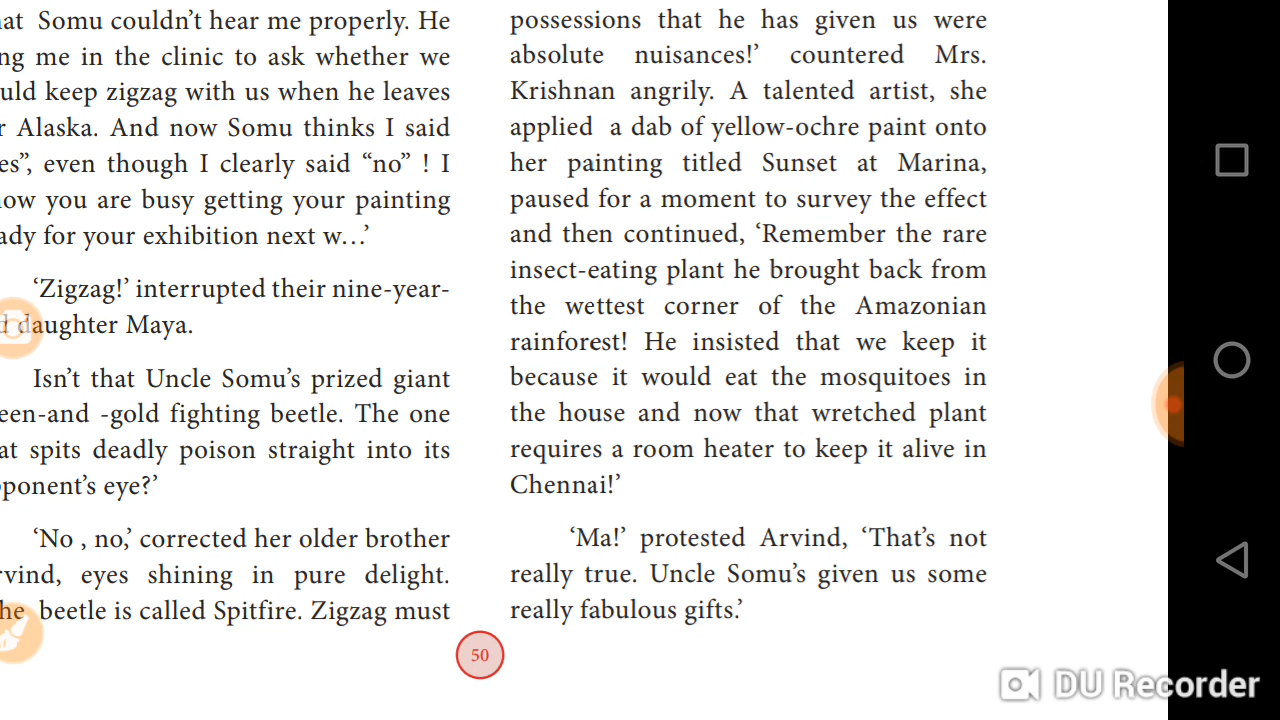 at Somu couldn't hear me properly. He
ng me in the clinic to ask whether we
uld keep zigzag with us when he leaves
r Alaska. And now Somu thinks I said
es”, even though I clearly said “no” ! I
now you are busy getting your painting
ady for your exhibition next w…’
‘Zigzag!’ interrupted their nine-year-
d daughter Maya.
Isn’t that Uncle Somu’s prized giant
een-and -gold fighting beetle. The one
at spits deadly poison straight into its
ponent’s eye?’
‘No , no,’ corrected her older brother
rvind, eyes shining in pure delight.
he beetle is called Spitfire. Zigzag must
possessions that he has given us were
absolute nuisances!’ countered Mrs.
Krishnan angrily. A talented artist, she
applied a dab of yellow-ochre paint onto
her painting titled Sunset at Marina,
paused for a moment to survey the effect
and then continued, ‘Remember the rare
insect-eating plant he brought back from
the wettest corner of the Amazonian
rainforest! He insisted that we keep it
because it would eat the mosquitoes in
the house and now that wretched plant
requires a room heater to keep it alive in
Chennai!’
‘Ma!’ protested Arvind, ‘That’s not
really true. Uncle Somu’s given us some
really fabulous gifts.’
50
DU Recorder